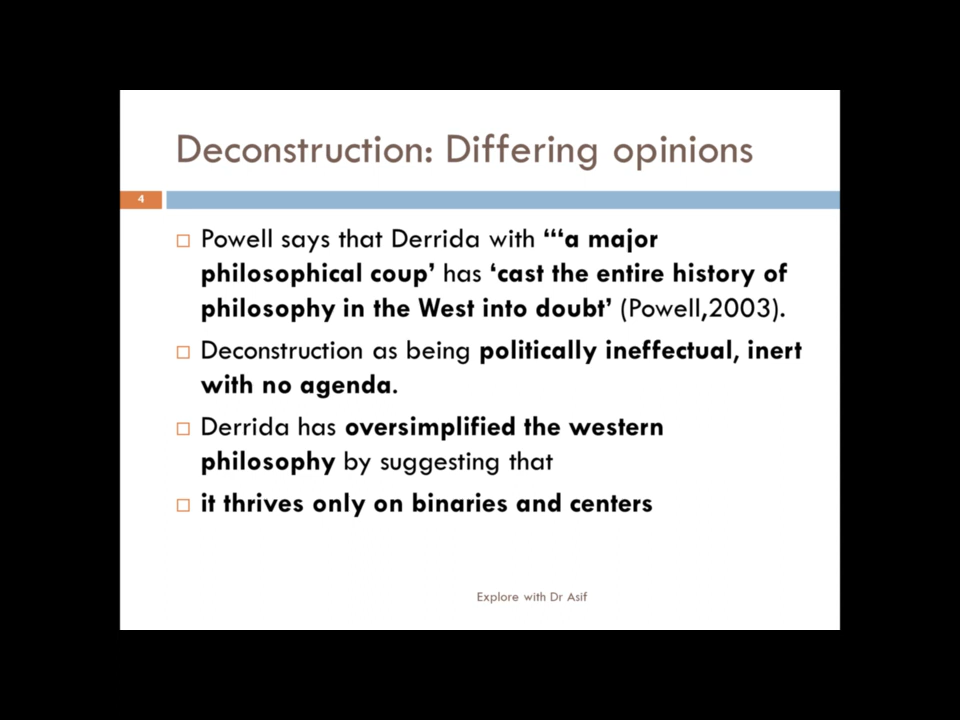 Deconstruction: Differing opinions
4
Powell says that Derrida with “‘a major
philosophical coup’ has ‘cast the entire history of
philosophy in the West into doubt’ (Powell,2003).
Deconstruction as being politically ineffectual, inert
with no agenda.
Derrida has oversimplified the western
philosophy by suggesting that
it thrives only on binaries and centers
Explore with Dr Asif